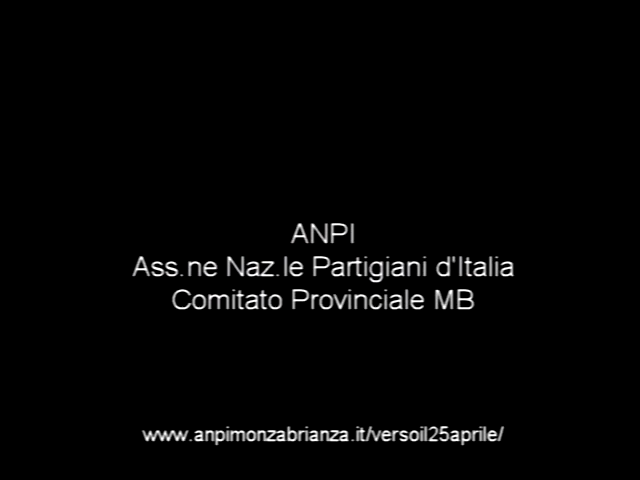 ANPI
Ass.ne Naz.le Partigiani d'Italia
Comitato Provinciale MB
www.anpimonzabrianza.it/versoil25aprile/